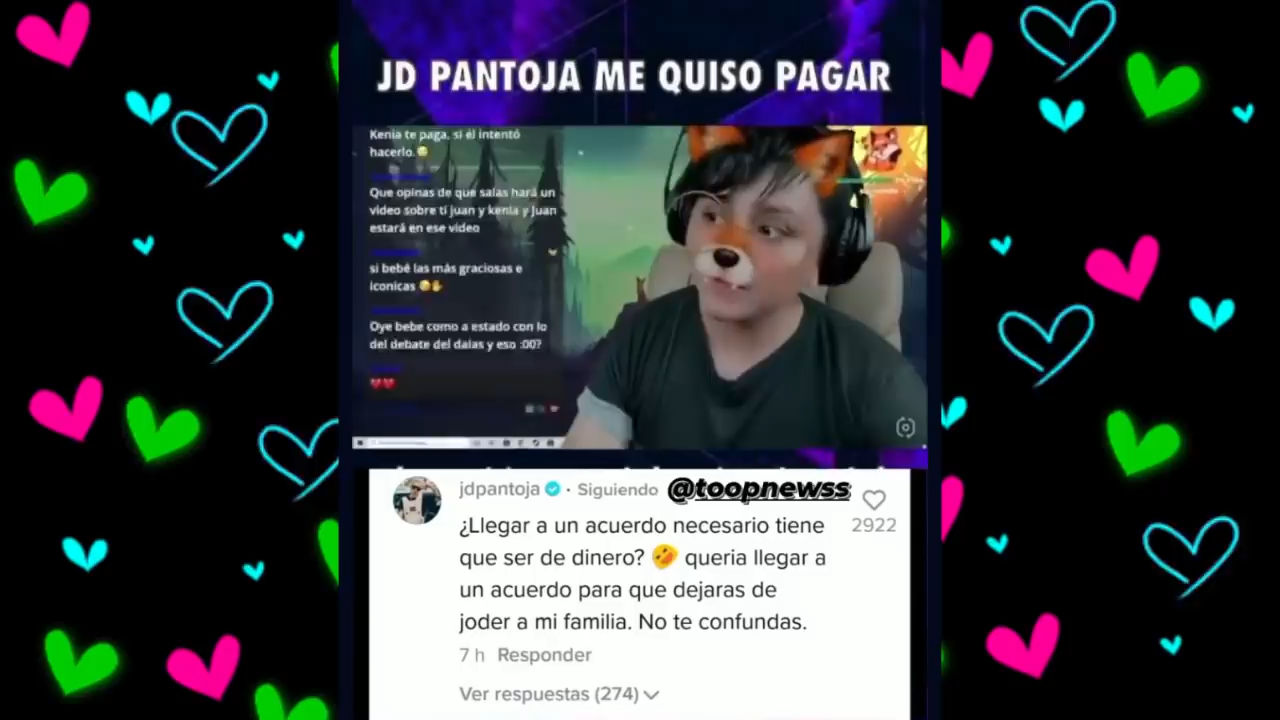 JD PANTOJA ME QUISO PAGAR
Kenia te paga, si él intentó
hacerlo.😅
Que opinas de que salas hará un
video sobre ti juan y kenia y Juan
estará en ese video
si bebé las más graciosas e
iconicas 😅✋
Oye bebe como a estado con lo
del debate del dalas y eso :00?
❤️❤️
jdpantoja · Siguiendo @toopnewss
¿Llegar a un acuerdo necesario tiene
que ser de dinero? 🤣 queria llegar a
un acuerdo para que dejaras de
joder a mi familia. No te confundas.
2922
7 h Responder
Ver respuestas (274)